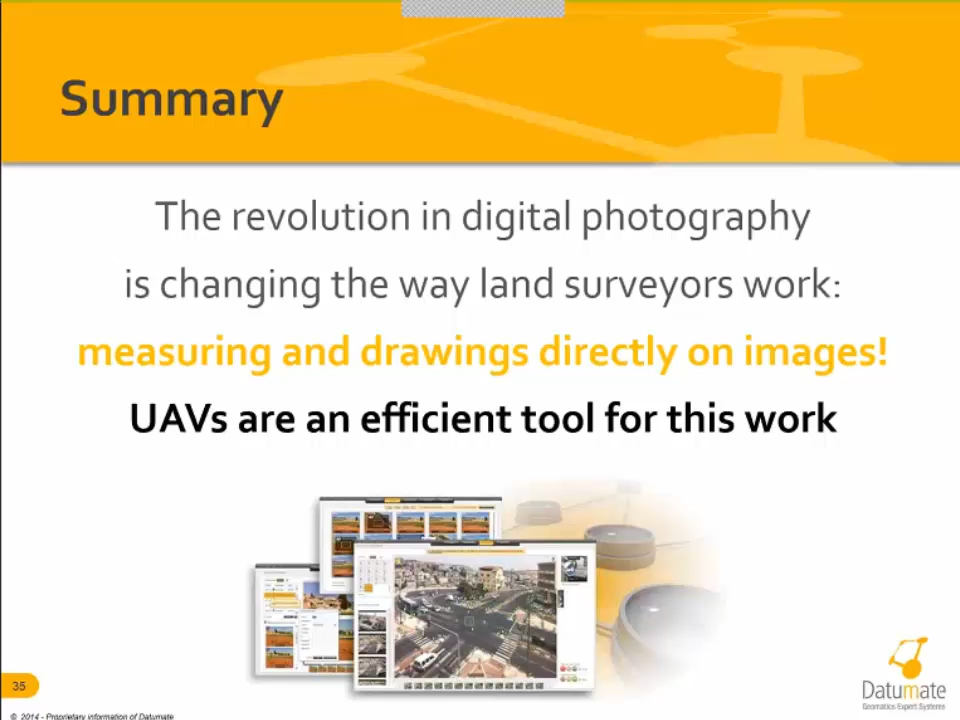 Summary
The revolution in digital photography
is changing the way land surveyors work:
measuring and drawings directly on images!
UAVs are an efficient tool for this work
35
Datumate
Geomatics Expert Systems
© 2014 - Proprietary information of Datumate